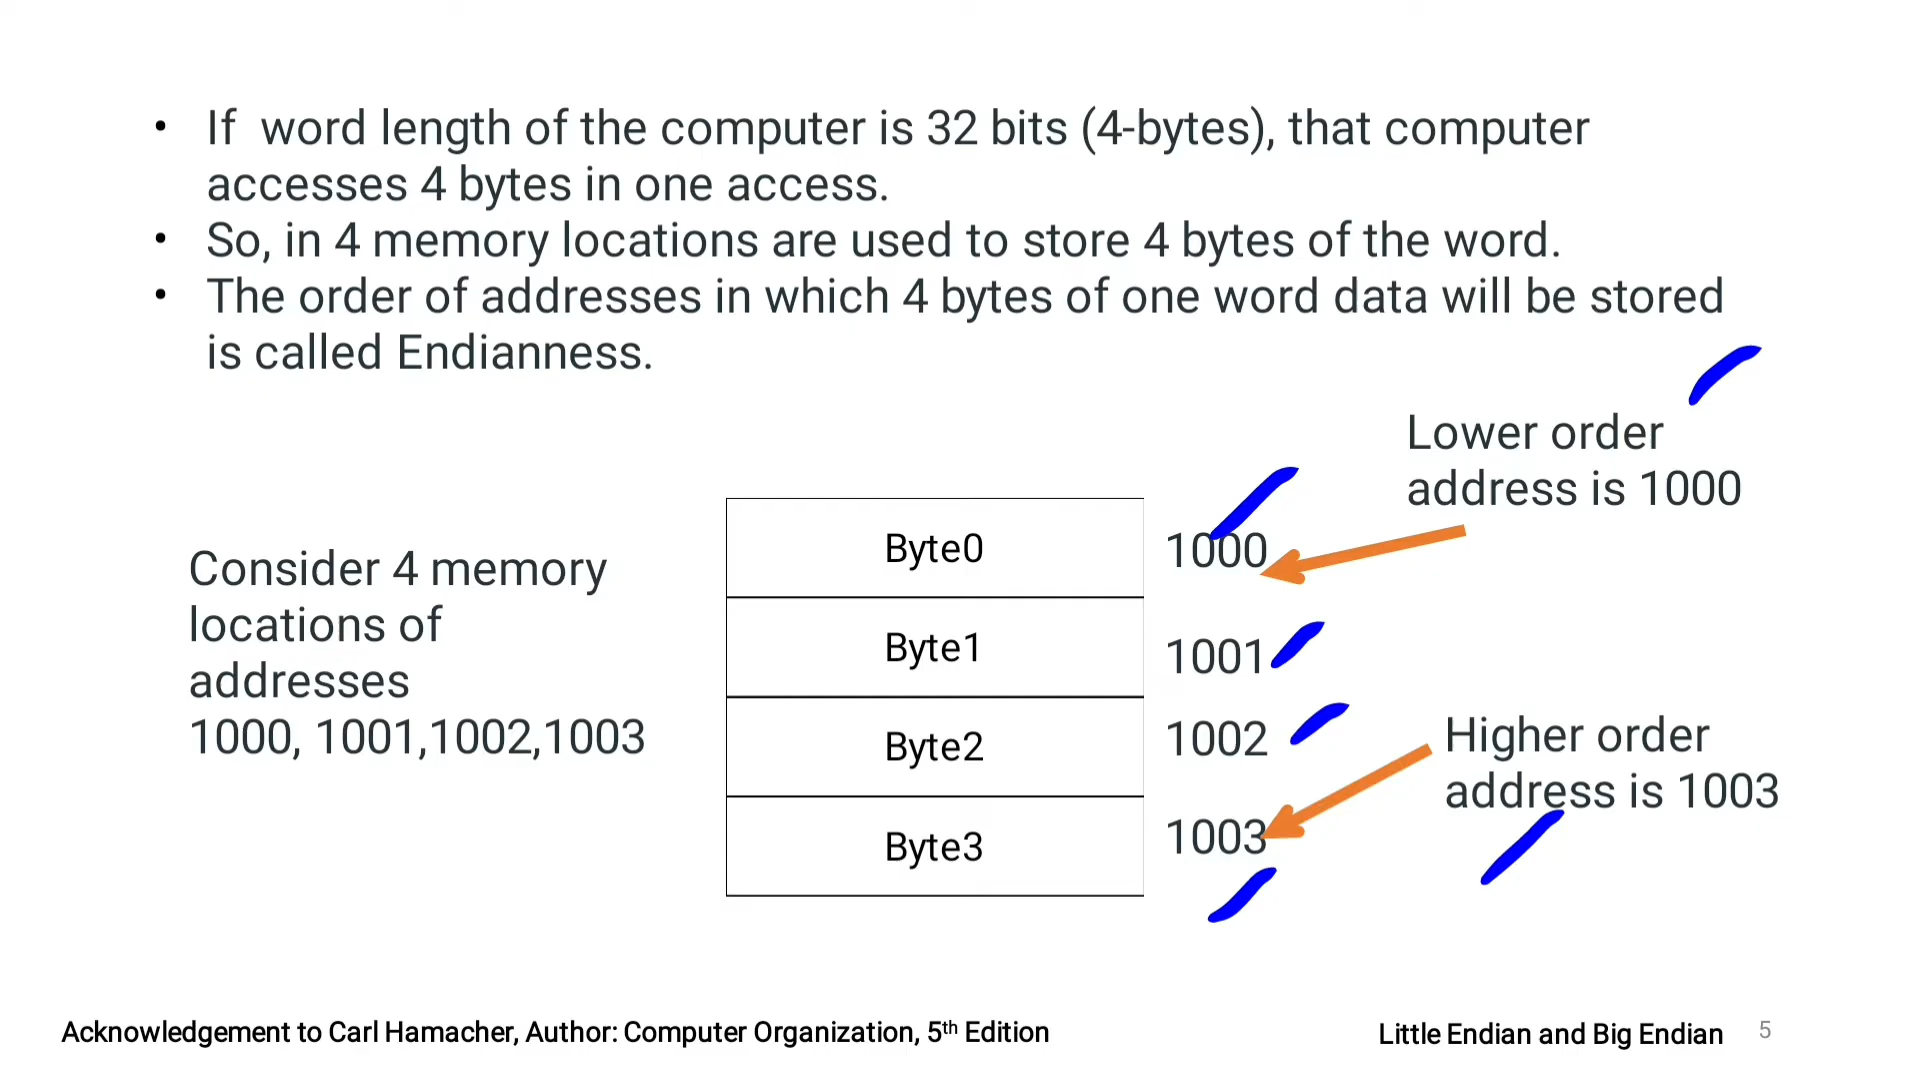 • If word length of the computer is 32 bits (4-bytes), that computer
accesses 4 bytes in one access.
• So, in 4 memory locations are used to store 4 bytes of the word.
• The order of addresses in which 4 bytes of one word data will be stored
is called Endianness.
Lower order
address is 1000
Consider 4 memory
locations of
addresses
1000, 1001,1002,1003
Byte0 1000
Byte1 1001
Byte2 1002
Byte3 1003
Higher order
address is 1003
Acknowledgement to Carl Hamacher, Author: Computer Organization, 5th Edition
Little Endian and Big Endian 5